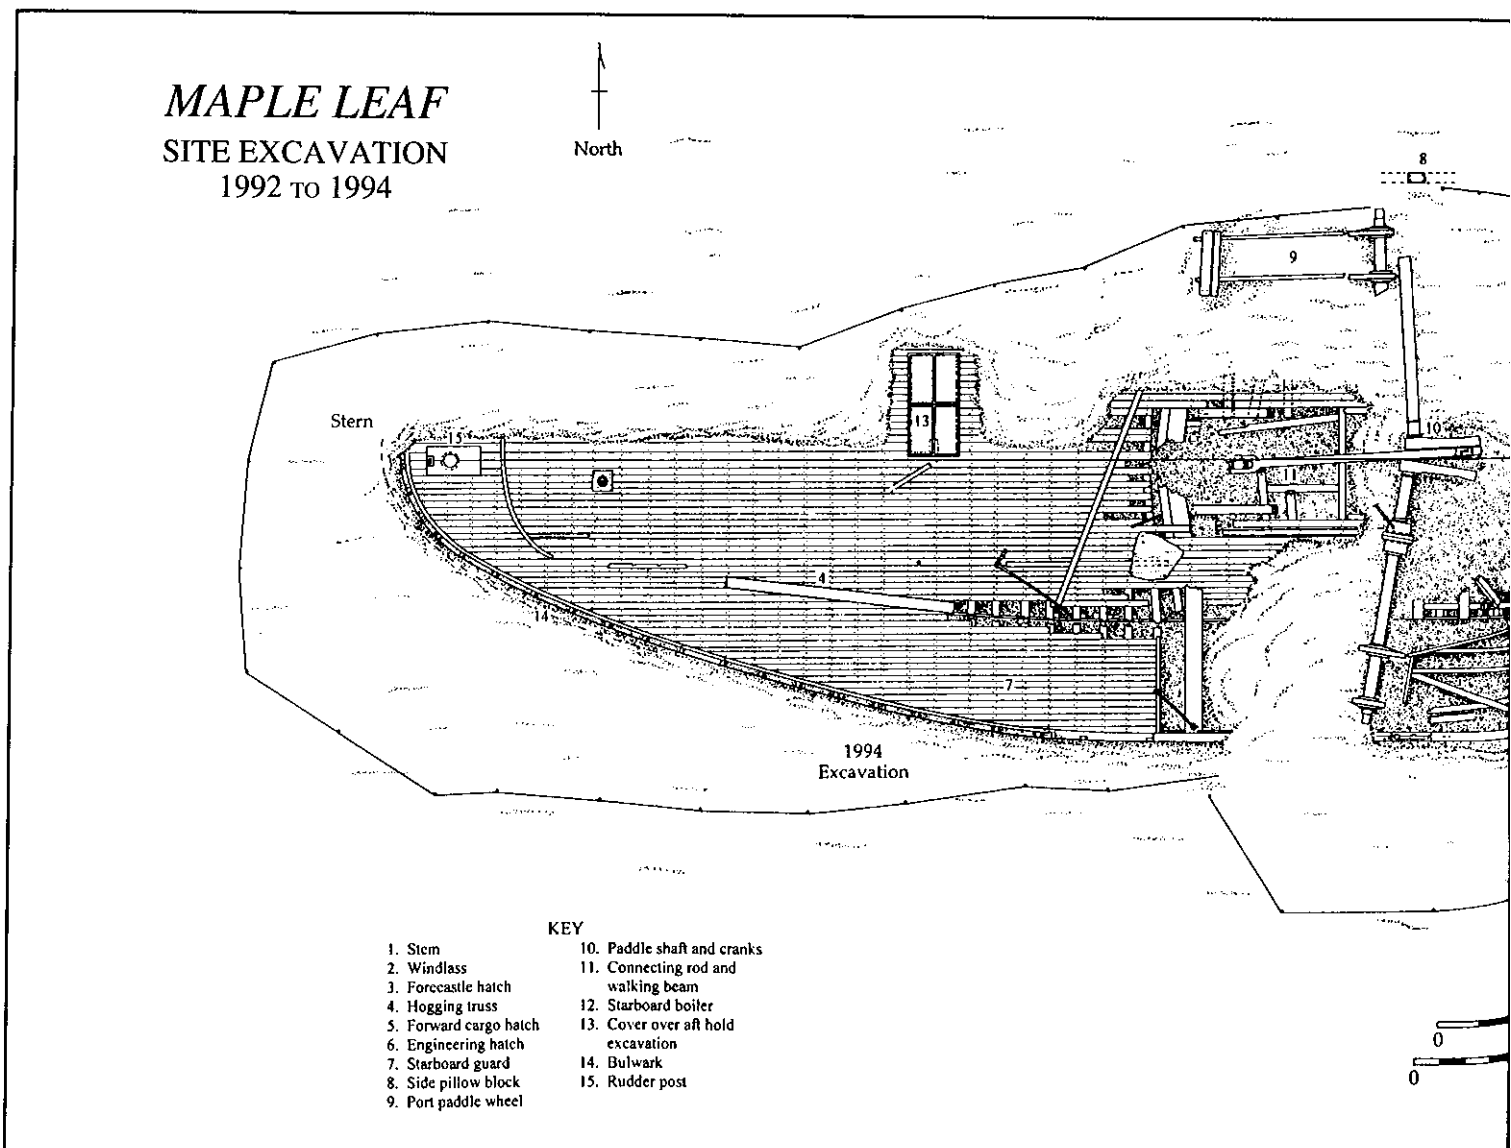 MAPLE LEAF
SITE EXCAVATION
1992 TO 1994
North
8
9
Stern
15
13
10
4
14
7
1994
Excavation
KEY
1. Stem
2. Windlass
3. Forecastle hatch
4. Hogging truss
5. Forward cargo hatch
6. Engineering hatch
7. Starboard guard
8. Side pillow block
9. Port paddle wheel
10. Paddle shaft and cranks
11. Connecting rod and
walking beam
12. Starboard boiler
13. Cover over aft hold
excavation
14. Bulwark
15. Rudder post
0
0